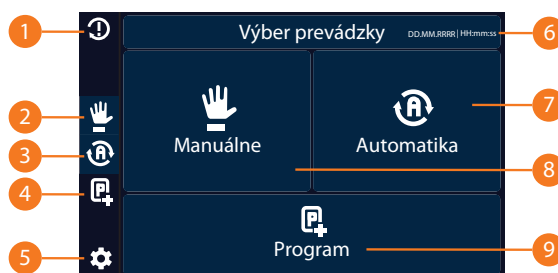 1
Výber prevádzky DD.MM.RRRR | HH:mm:ss
6
2
3
4
5
Manuálne
Automatika
7
8
Program
9